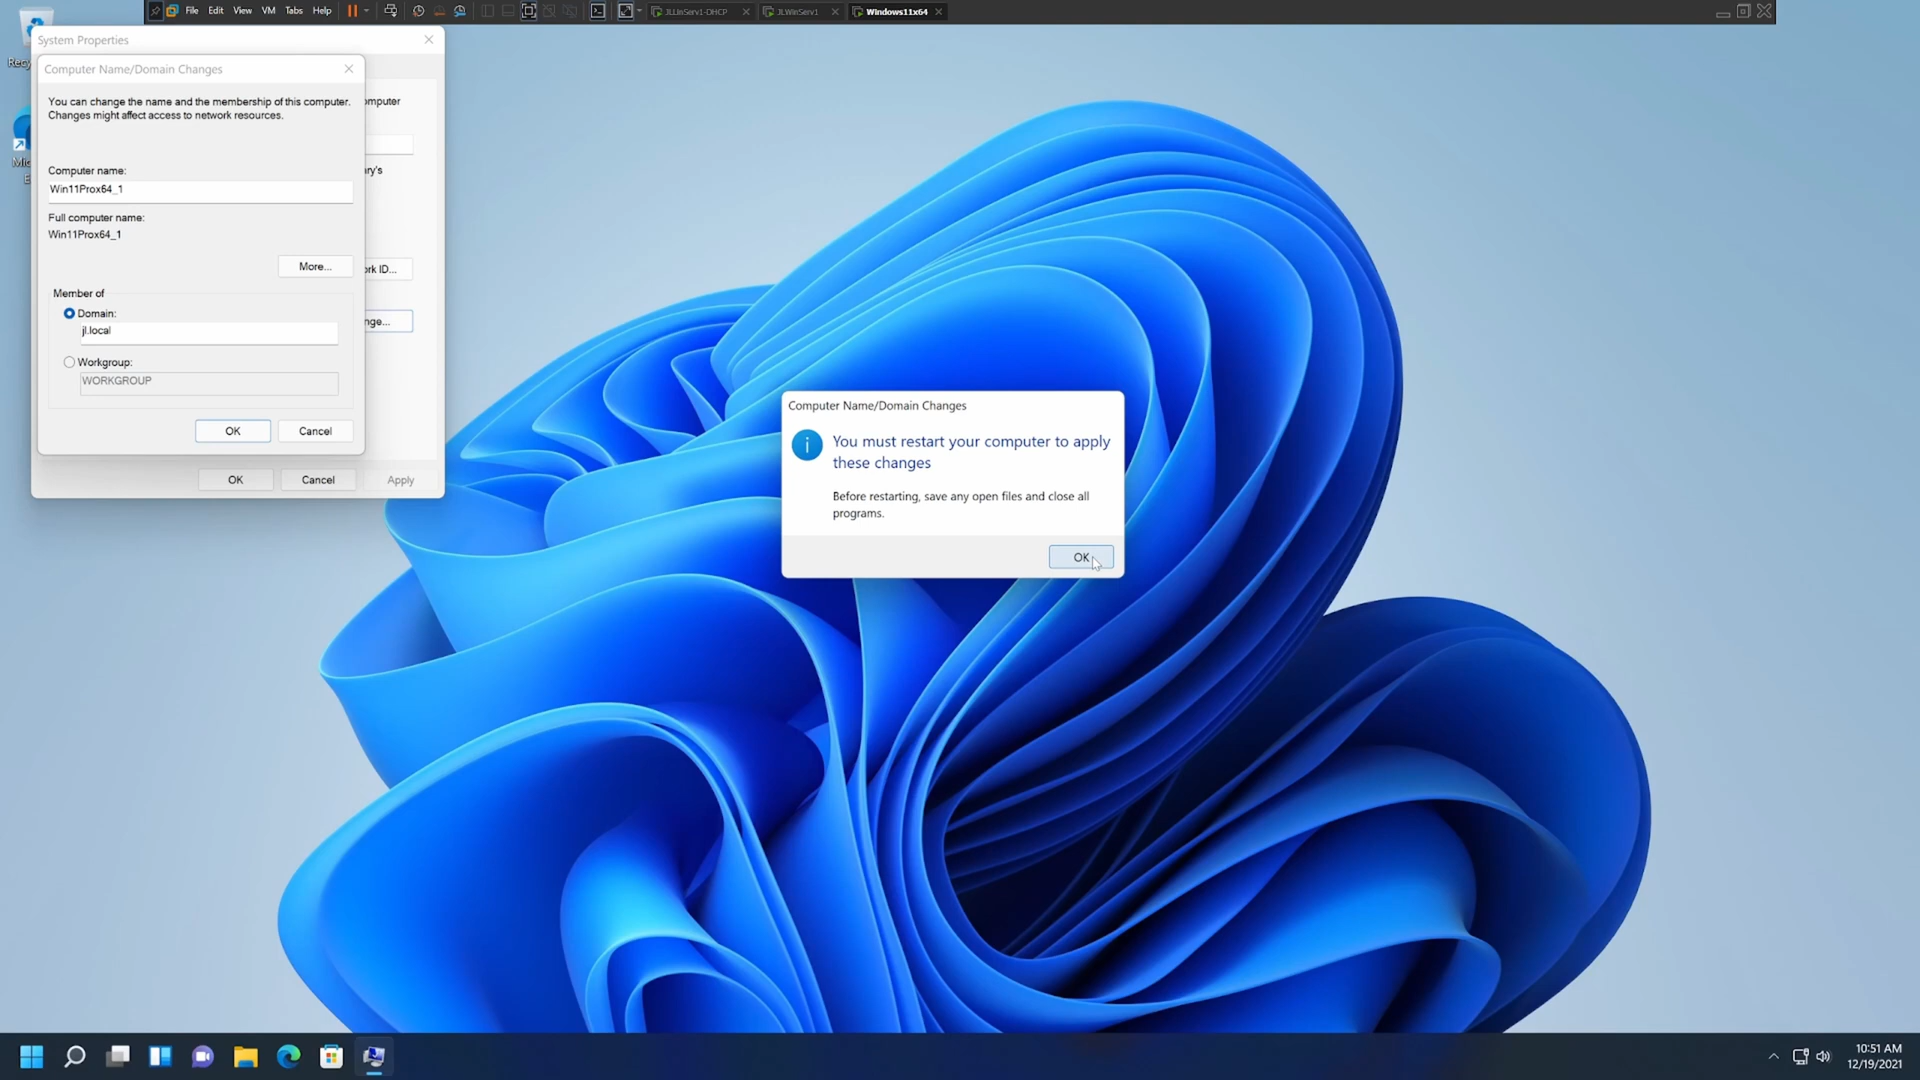 File Edit View VM Tabs Help
JLLinServ1-DHCP
JLWinServ1
Windows11x64
System Properties
Computer Name/Domain Changes
You can change the name and the membership of this computer.
Changes might affect access to network resources.
Computer name:
Win11Prox64_1
Full computer name:
Win11Prox64_1
More...
Member of
Domain:
jl.local
Workgroup:
WORKGROUP
OK Cancel
OK Cancel Apply
Computer Name/Domain Changes
You must restart your computer to apply
these changes
Before restarting, save any open files and close all
programs.
OK
10:51 AM
12/19/2021